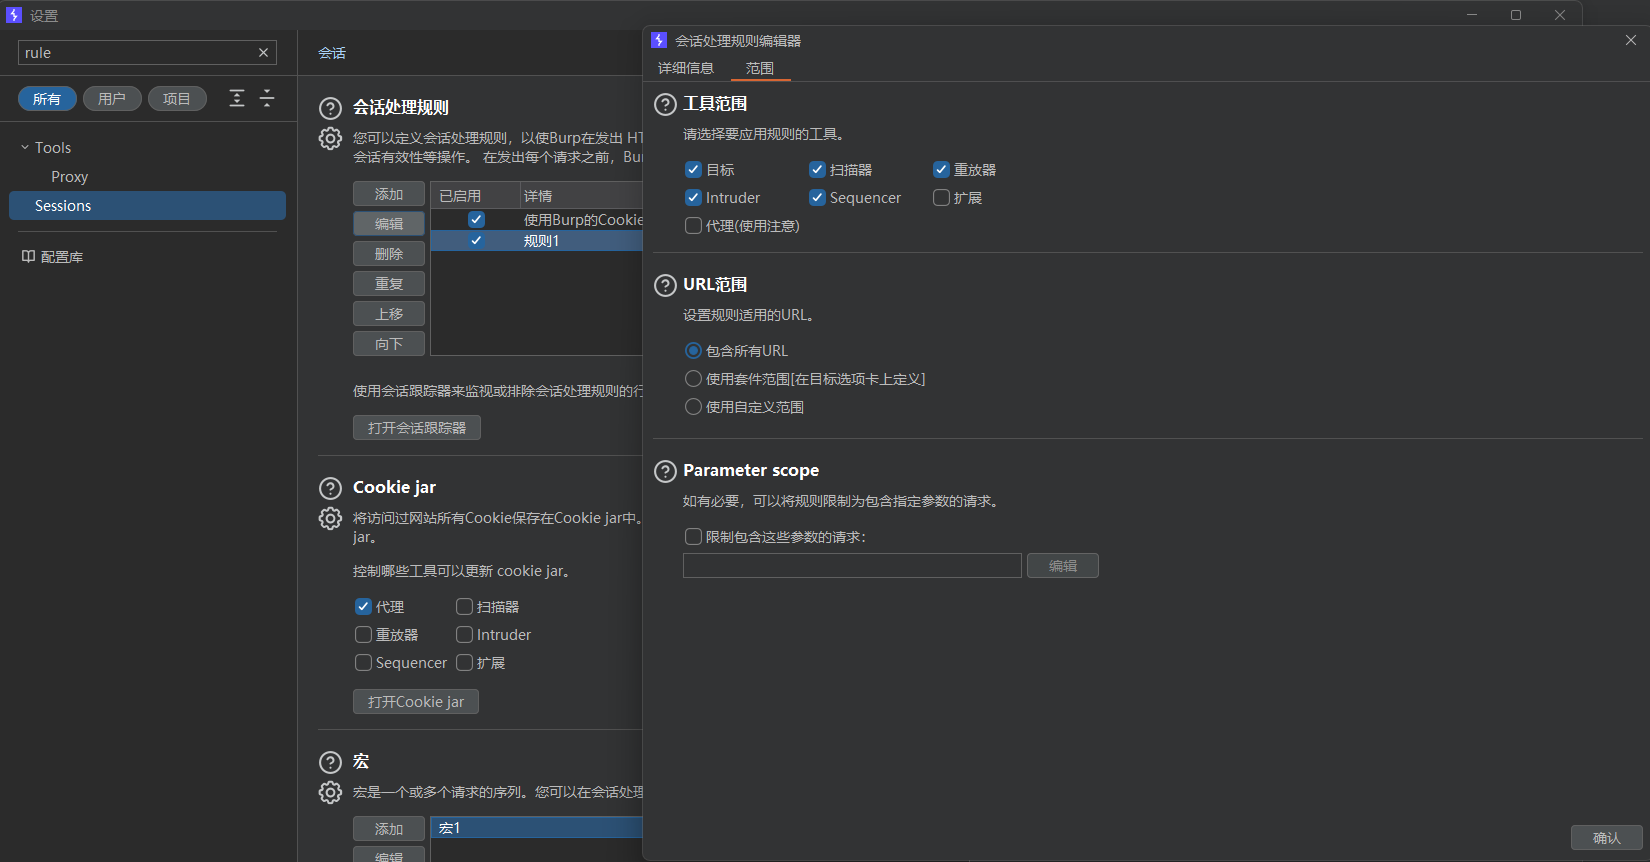 设置
rule
所有
用户
项目
Tools
Proxy
Sessions
配置库
会话
会话处理规则
您可以定义会话处理规则，以使Burp在发出 HT
会话有效性等操作。 在发出每个请求之前，Bur
添加
编辑
删除
重复
上移
向下
已启用 详情
使用Burp的Cookie
规则1
使用会话跟踪器来监视或排除会话处理规则的行
打开会话跟踪器
Cookie jar
将访问过网站所有Cookie保存在Cookie jar中。
jar。
控制哪些工具可以更新 cookie jar。
代理 扫描器
重放器 Intruder
Sequencer 扩展
打开Cookie jar
宏
宏是一个或多个请求的序列。您可以在会话处理
添加
编辑
宏1
会话处理规则编辑器
详细信息 范围
工具范围
请选择要应用规则的工具。
目标 扫描器 重放器
Intruder Sequencer 扩展
代理(使用注意)
URL范围
设置规则适用的URL。
包含所有URL
使用套件范围[在目标选项卡上定义]
使用自定义范围
Parameter scope
如有必要，可以将规则限制为包含指定参数的请求。
限制包含这些参数的请求:
编辑
确认